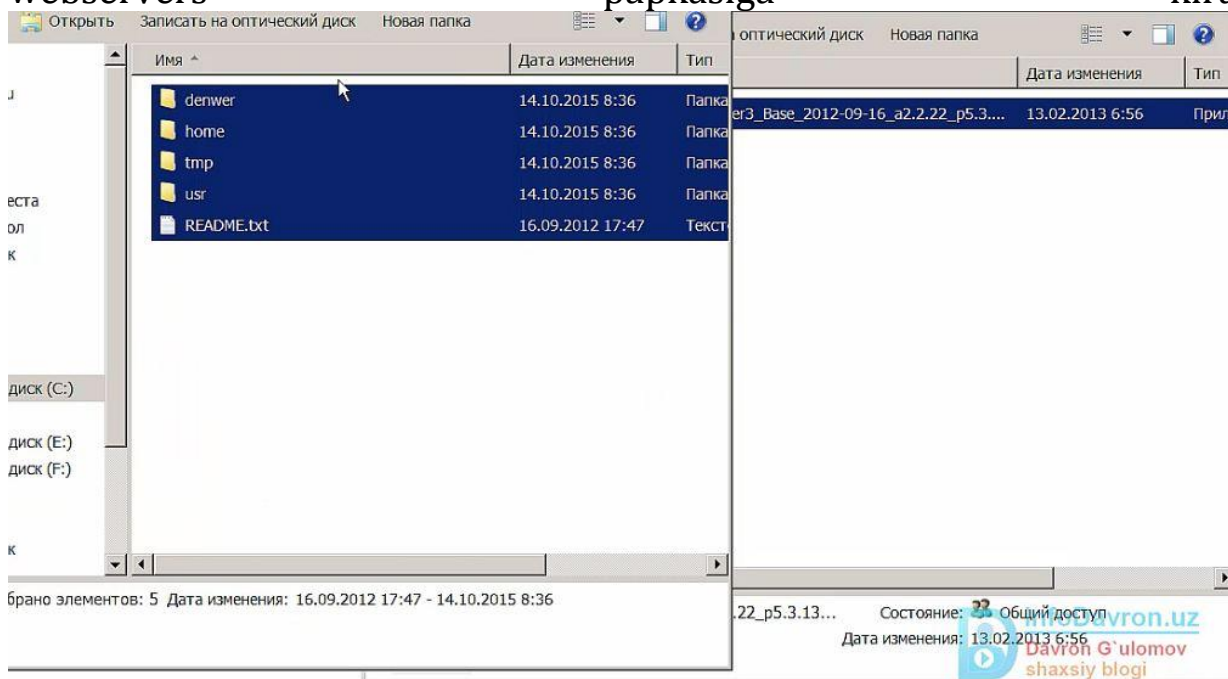 webservers papkasiga
Открыть Записать на оптический диск Новая папка
Имя Дата изменения Тип
denwer 14.10.2015 8:36 Папка
home 14.10.2015 8:36 Папка
tmp 14.10.2015 8:36 Папка
usr 14.10.2015 8:36 Папка
README.txt 16.09.2012 17:47 Текст
еста
ол
к
диск (C:)
диск (E:)
диск (F:)
к
брано элементов: 5 Дата изменения: 16.09.2012 17:47 - 14.10.2015 8:36
оптический диск Новая папка
Дата изменения Тип
er3_Base_2012-09-16_a2.2.22_p5.3.... 13.02.2013 6:56 Прил
.22_p5.3.13... Состояние: Общий доступ
Дата изменения: 13.02.2013 6:56
infoDavron.uz
Davron G`ulomov
shaxsiy blogi